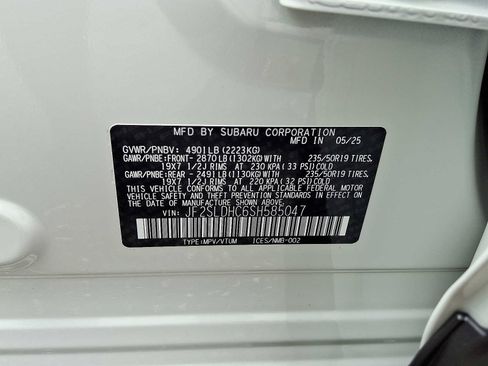 MFD BY SUBARU CORPORATION
MFD IN 05/25
GVWR/PNBV: 4901LB (2223KG)
GAWR/PNBE:FRONT- 2870LB(1302KG)WITH 235/50R19 TIRES,
19X7 1/2J RIMS AT 230 KPA ( 33 PSI)COLD
GAWR/PNBE:REAR - 2491LB(1130KG)WITH 235/50R19 TIRES,
19X7 1/2J RIMS AT 220 KPA ( 32 PSI)COLD
THIS VEHICLE CONFORMS TO ALL APPLICABLE FEDERAL MOTOR
VEHICLE SAFETY AND THEFT PREVENTION STANDARDS IN
EFFECT ON THE DATE OF MANUFACTURE SHOWN ABOVE.
VIN: JF2SLDHC6SH585047
TYPE:MPV/VTUM ICES/NMB-002